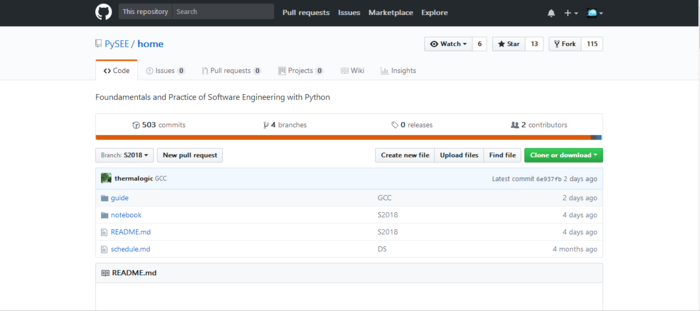 This repository Search Pull requests Issues Marketplace Explore
PySEE / home Watch 6 Star 13 Fork 115
Code Issues 0 Pull requests 0 Projects 0 Wiki Insights
Foundamentals and Practice of Software Engineering with Python
503 commits 4 branches 0 releases 2 contributors
Branch: S2018 New pull request Create new file Upload files Find file Clone or download
thermalogic GCC Latest commit 6e937fb 2 days ago
guide GCC 2 days ago
notebook S2018 4 days ago
README.md S2018 4 days ago
schedule.md DS 4 months ago
README.md